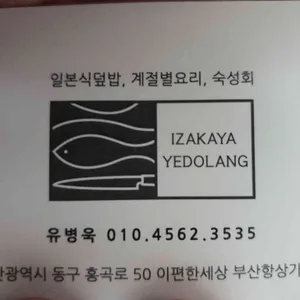 일본식덮밥, 계절별요리, 숙성회
IZAKAYA
YEDOLANG
유병욱 010.4562.3535
산광역시 동구 홍곡로 50 이편한세상 부산항상가